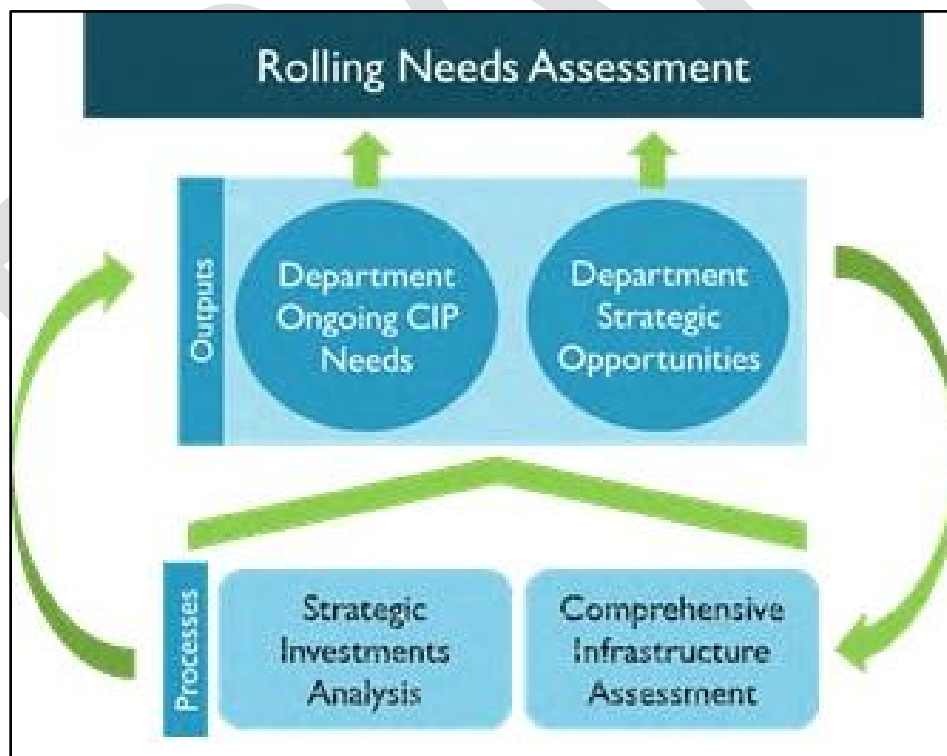 Rolling Needs Assessment
Outputs
Department
Ongoing CIP
Needs
Department
Strategic
Opportunities
Processes
Strategic
Investments
Analysis
Comprehensive
Infrastructure
Assessment